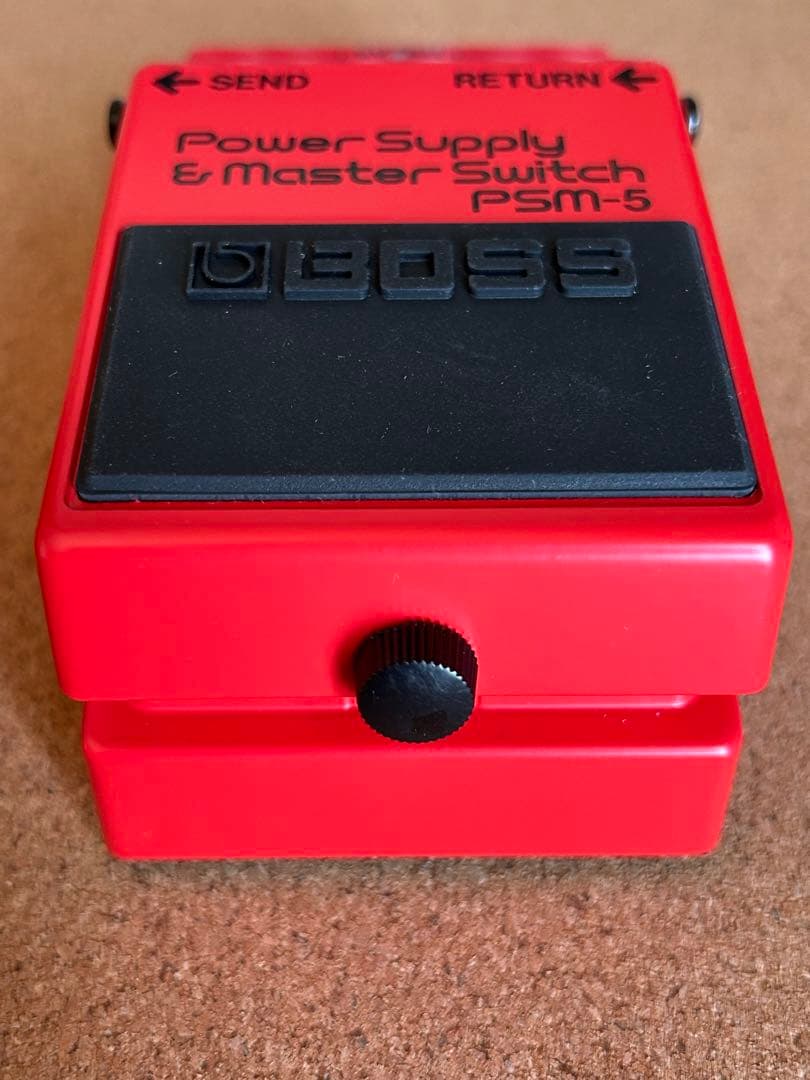 ← SEND RETURN ←
Power Supply
& Master Switch
PSM-5
BOSS